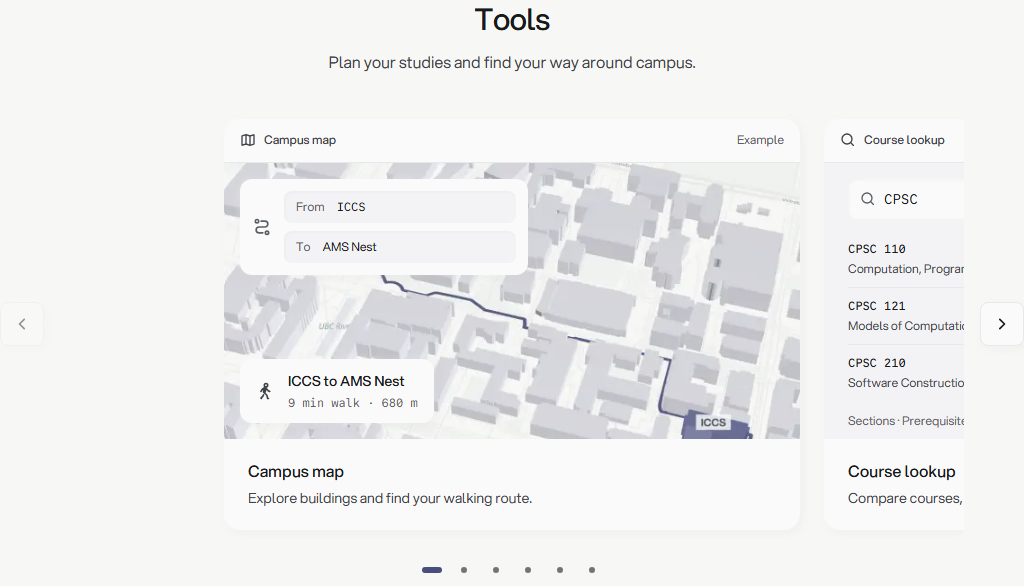 Tools
Plan your studies and find your way around campus.
Campus map
Example
From ICCS
To AMS Nest
ICCS to AMS Nest
9 min walk · 680 m
ICCS
Campus map
Explore buildings and find your walking route.
Course lookup
CPSC
CPSC 110
Computation, Program
CPSC 121
Models of Computatio
CPSC 210
Software Constructio
Sections · Prerequisite
Course lookup
Compare courses,